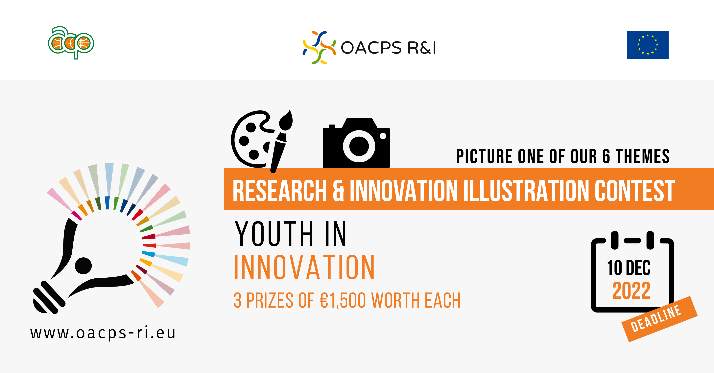 acp
OACPS R&I
PICTURE ONE OF OUR 6 THEMES
RESEARCH & INNOVATION ILLUSTRATION CONTEST
YOUTH IN
INNOVATION
3 PRIZES OF €1,500 WORTH EACH
10 DEC
2022
DEADLINE
www.oacps-ri.eu